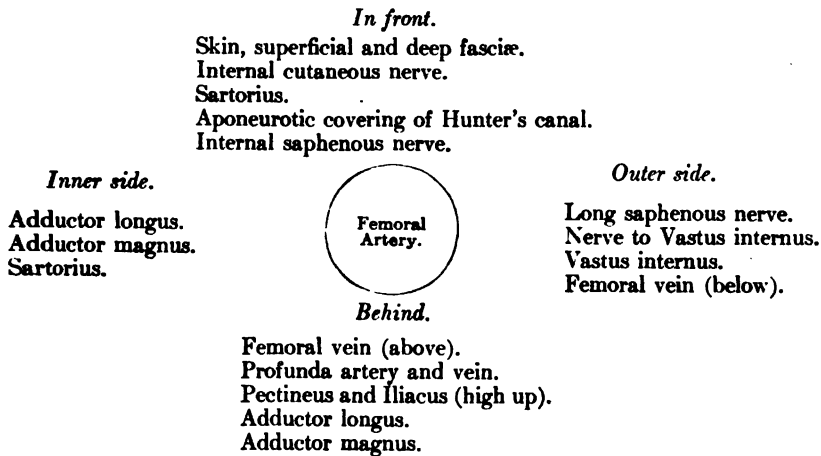 In front.
Skin, superficial and deep fasciæ.
Internal cutaneous nerve.
Sartorius.
Aponeurotic covering of Hunter's canal.
Internal saphenous nerve.
Inner side.
Adductor longus.
Adductor magnus.
Sartorius.
Femoral
Artery.
Outer side.
Long saphenous nerve.
Nerve to Vastus internus.
Vastus internus.
Femoral vein (below).
Behind.
Femoral vein (above).
Profunda artery and vein.
Pectineus and Iliacus (high up).
Adductor longus.
Adductor magnus.